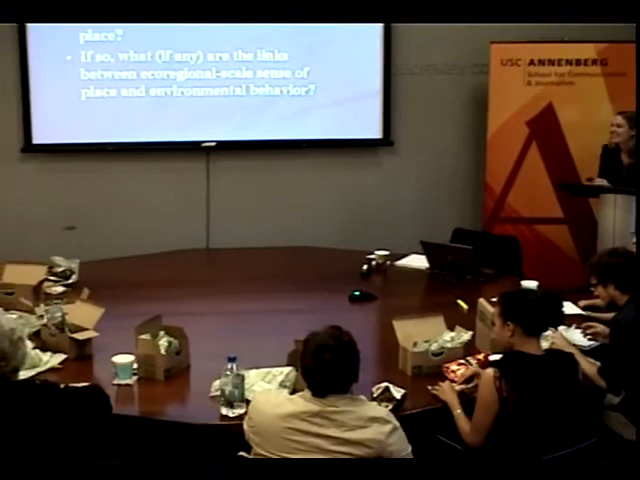 place?
• If so, what (if any) are the links
between ecoregional-scale sense of
place and environmental behavior?
USC ANNENBERG
School for Communication
& Journalism
A